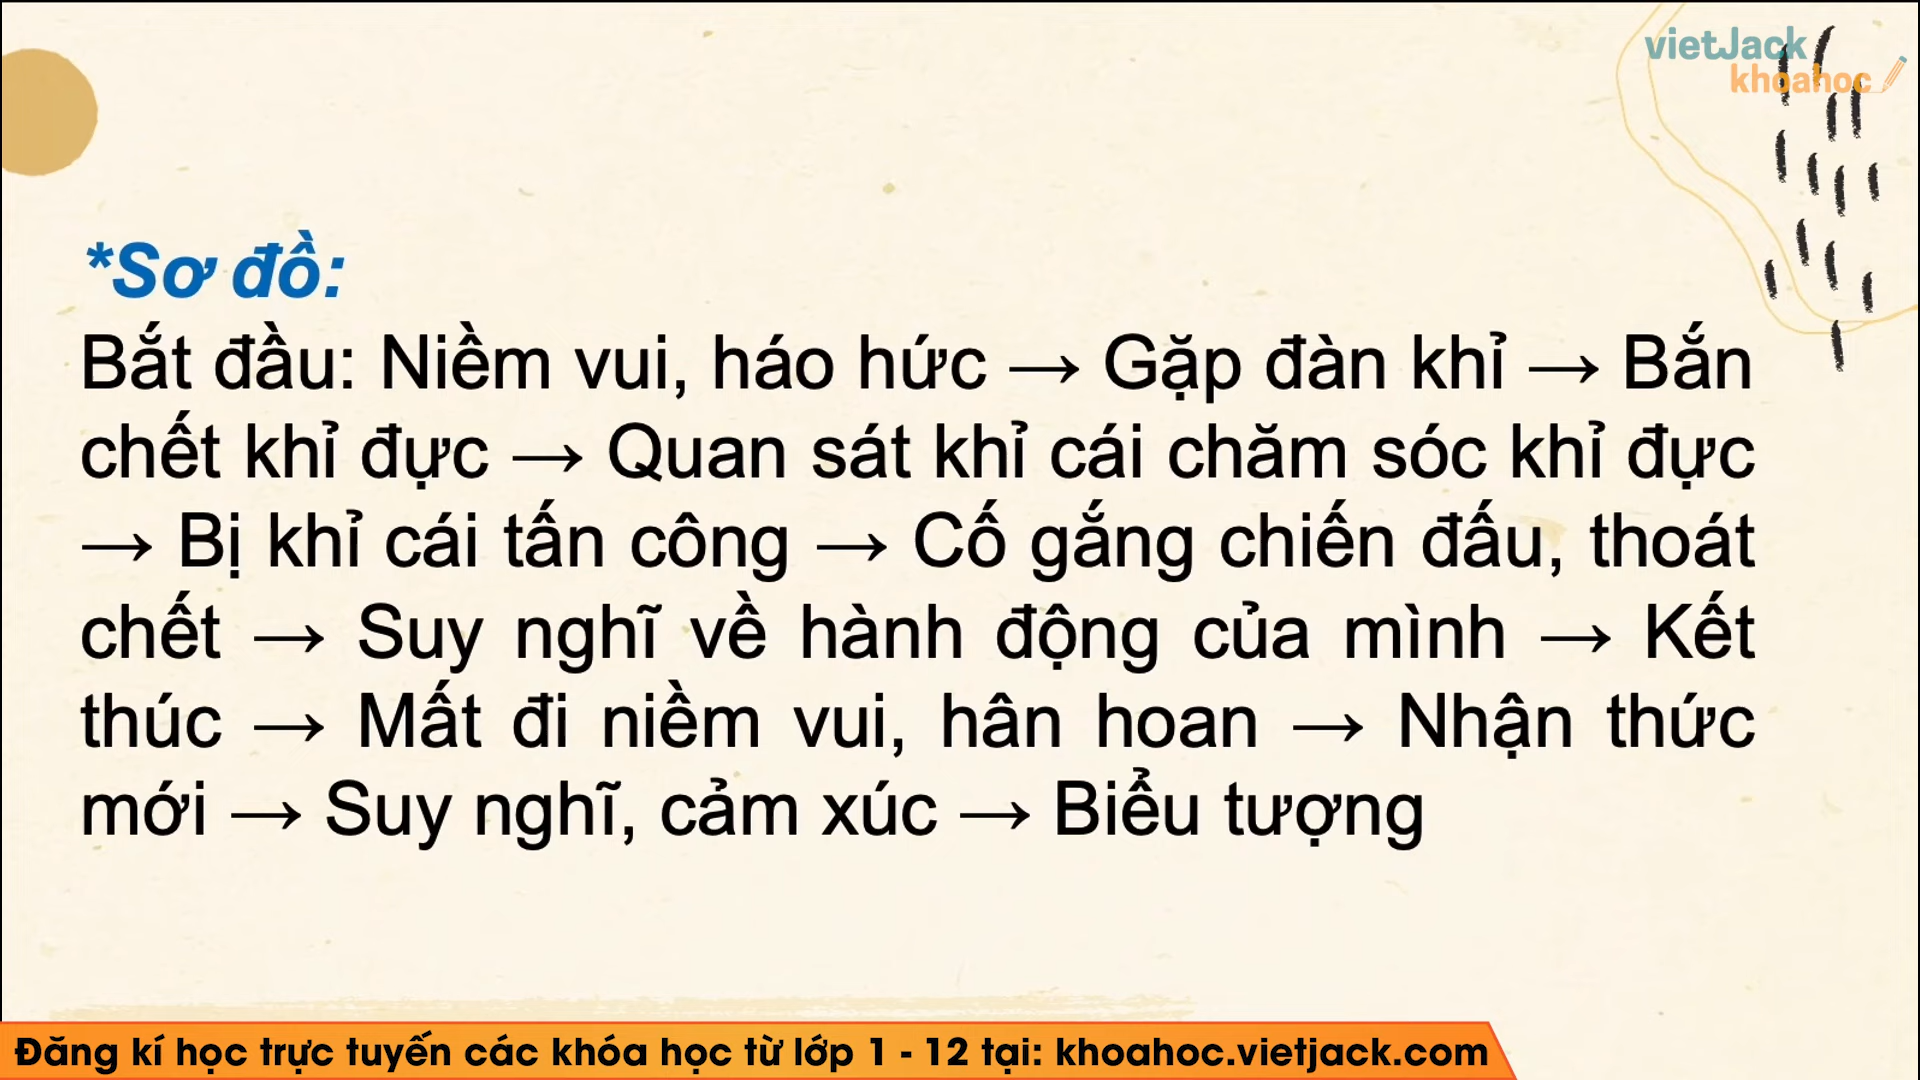 vietJack
khoahoc
*Sơ đồ:
Bắt đầu: Niềm vui, háo hức → Gặp đàn khỉ → Bắn
chết khỉ đực → Quan sát khỉ cái chăm sóc khỉ đực
→ Bị khỉ cái tấn công → Cố gắng chiến đấu, thoát
chết → Suy nghĩ về hành động của mình → Kết
thúc → Mất đi niềm vui, hân hoan → Nhận thức
mới → Suy nghĩ, cảm xúc → Biểu tượng
Đăng kí học trực tuyến các khóa học từ lớp 1 - 12 tại: khoahoc.vietjack.com